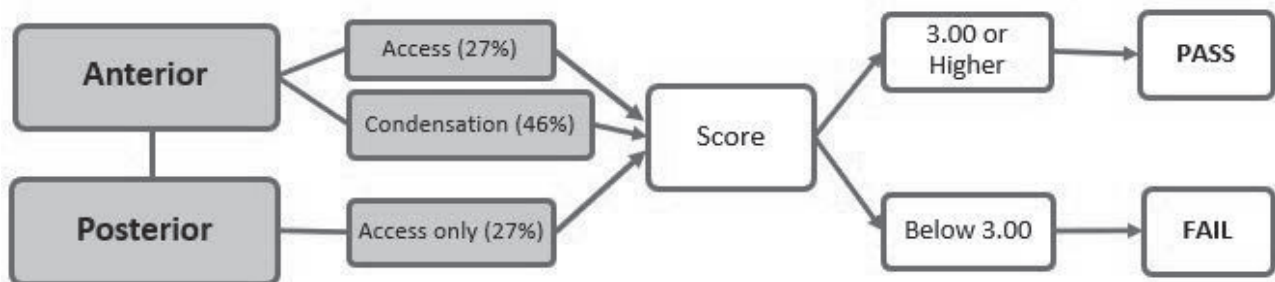 Anterior
Access (27%)
Condensation (46%)
Posterior
Access only (27%)
Score
3.00 or
Higher
PASS
Below 3.00
FAIL